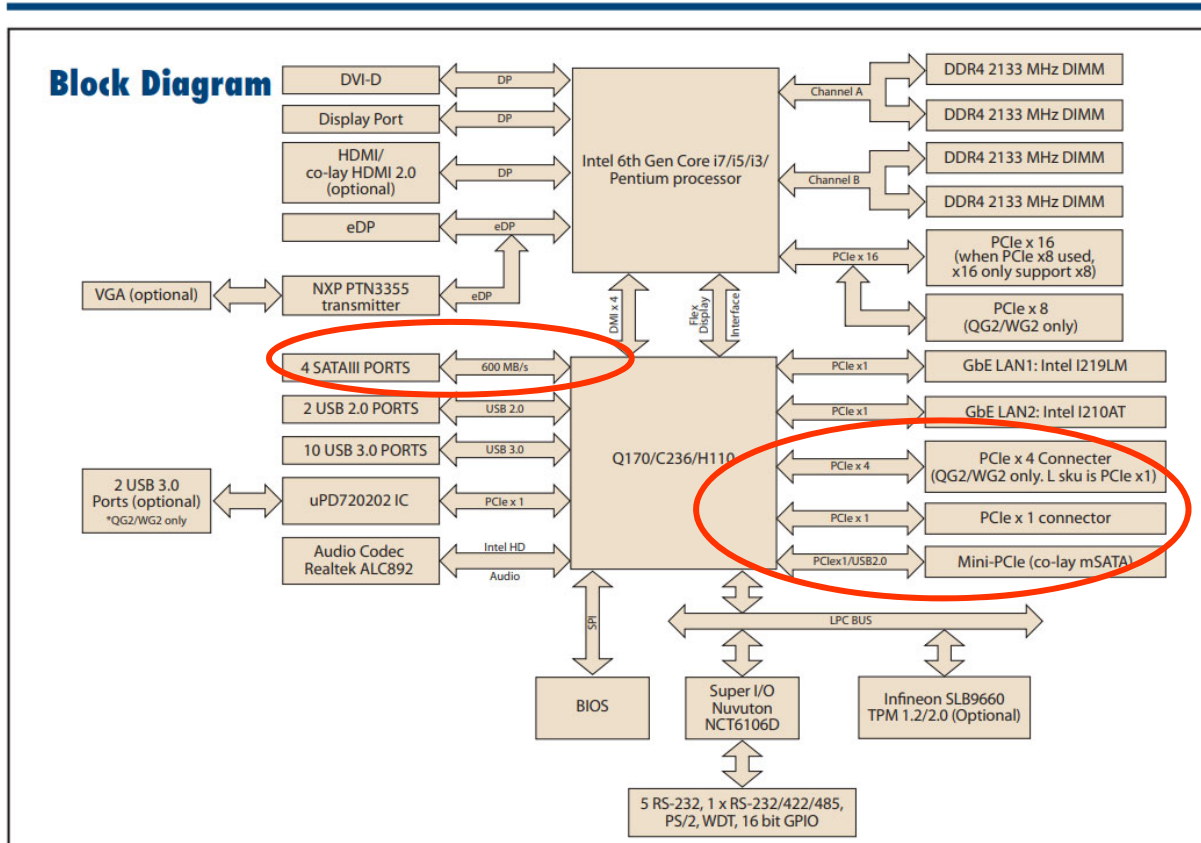 Block Diagram
DVI-D
DP
Display Port
DP
HDMI/
co-lay HDMI 2.0
(optional)
DP
eDP
eDP
VGA (optional)
NXP PTN3355
transmitter
eDP
Intel 6th Gen Core i7/i5/i3/
Pentium processor
Channel A
DDR4 2133 MHz DIMM
DDR4 2133 MHz DIMM
Channel B
DDR4 2133 MHz DIMM
DDR4 2133 MHz DIMM
PCIe x 16
PCIe x 16
(when PCIe x8 used,
x16 only support x8)
PCIe x 8
(QG2/WG2 only)
DMI x 4
Flex
Display
Interface
4 SATAIII PORTS
600 MB/s
2 USB 2.0 PORTS
USB 2.0
10 USB 3.0 PORTS
USB 3.0
2 USB 3.0
Ports (optional)
*QG2/WG2 only
uPD720202 IC
PCIe x 1
Audio Codec
Realtek ALC892
Intel HD
Audio
Q170/C236/H110
PCIe x1
GbE LAN1: Intel I219LM
PCIe x1
GbE LAN2: Intel I210AT
PCIe x 4
PCIe x 4 Connecter
(QG2/WG2 only. L sku is PCIe x1)
PCIe x 1
PCIe x 1 connector
PCIex1/USB2.0
Mini-PCIe (co-lay mSATA)
SPI
LPC BUS
BIOS
Super I/O
Nuvuton
NCT6106D
Infineon SLB9660
TPM 1.2/2.0 (Optional)
5 RS-232, 1 x RS-232/422/485,
PS/2, WDT, 16 bit GPIO